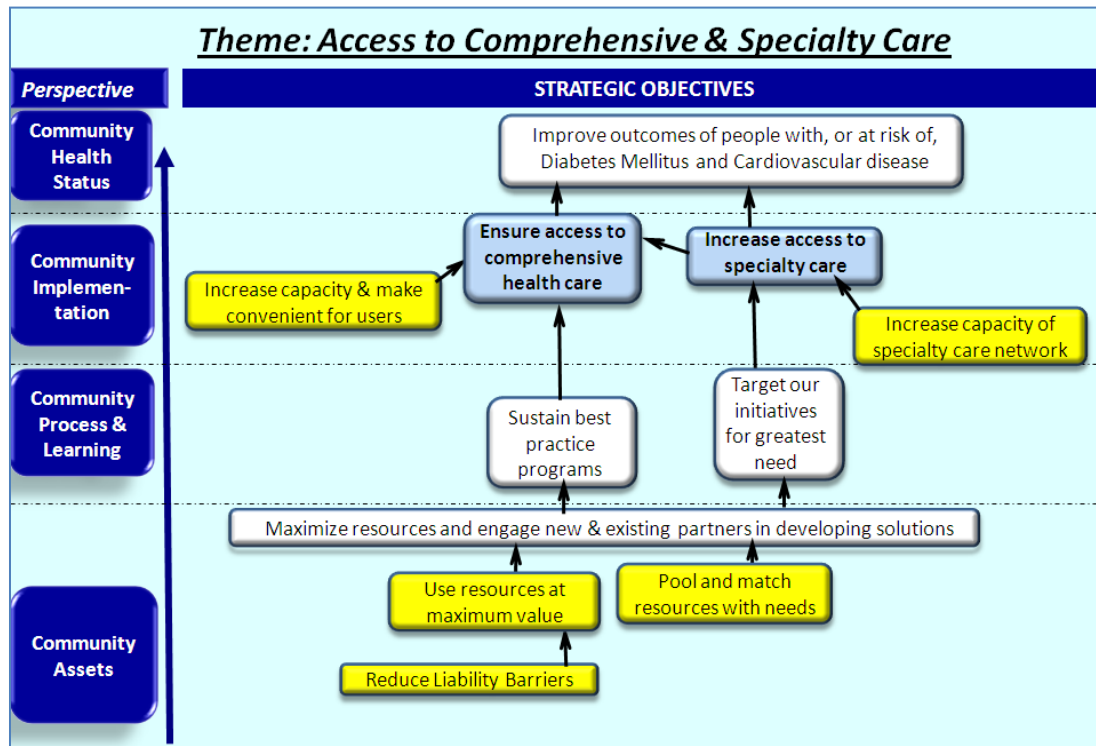 Theme: Access to Comprehensive & Specialty Care
Perspective
STRATEGIC OBJECTIVES
Community
Health
Status
Improve outcomes of people with, or at risk of,
Diabetes Mellitus and Cardiovascular disease
Community
Implemen-
tation
Ensure access to
comprehensive
health care
Increase access to
specialty care
Increase capacity & make
convenient for users
Increase capacity of
specialty care network
Community
Process &
Learning
Sustain best
practice
programs
Target our
initiatives
for greatest
need
Maximize resources and engage new & existing partners in developing solutions
Community
Assets
Use resources at
maximum value
Pool and match
resources with needs
Reduce Liability Barriers